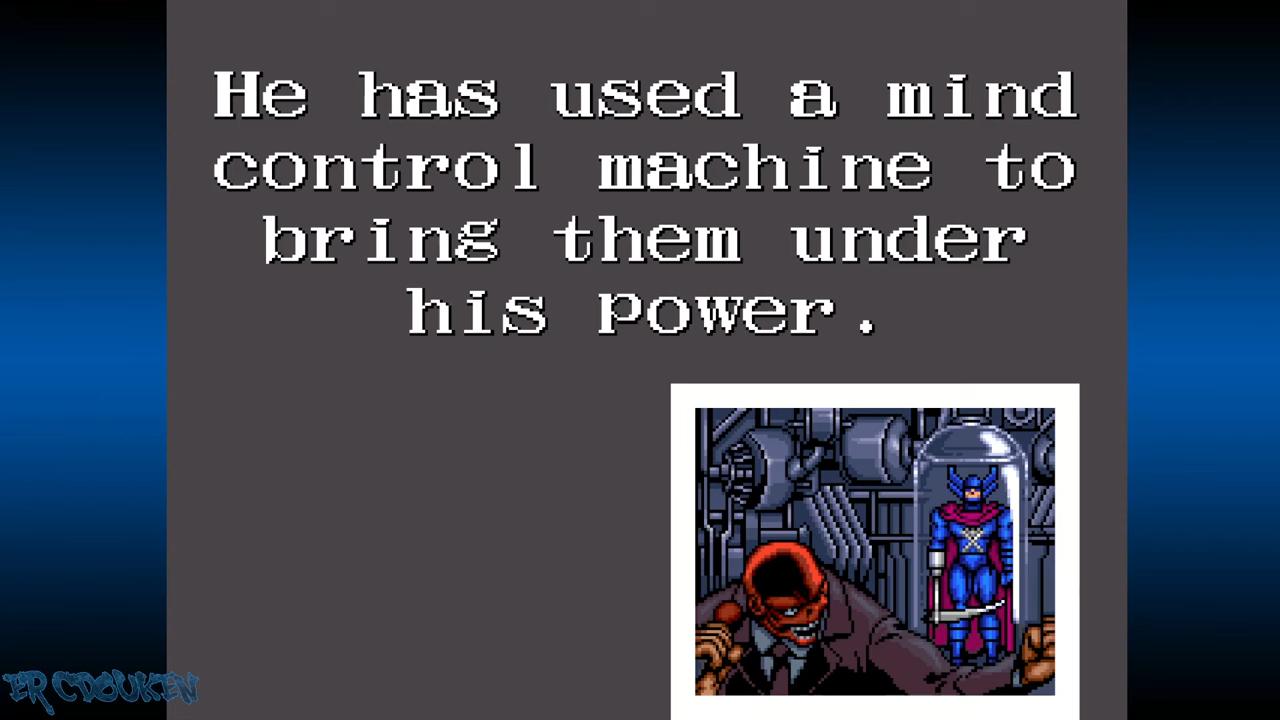 He has used a mind
control machine to
bring them under
his power.
ER CDOUKEN